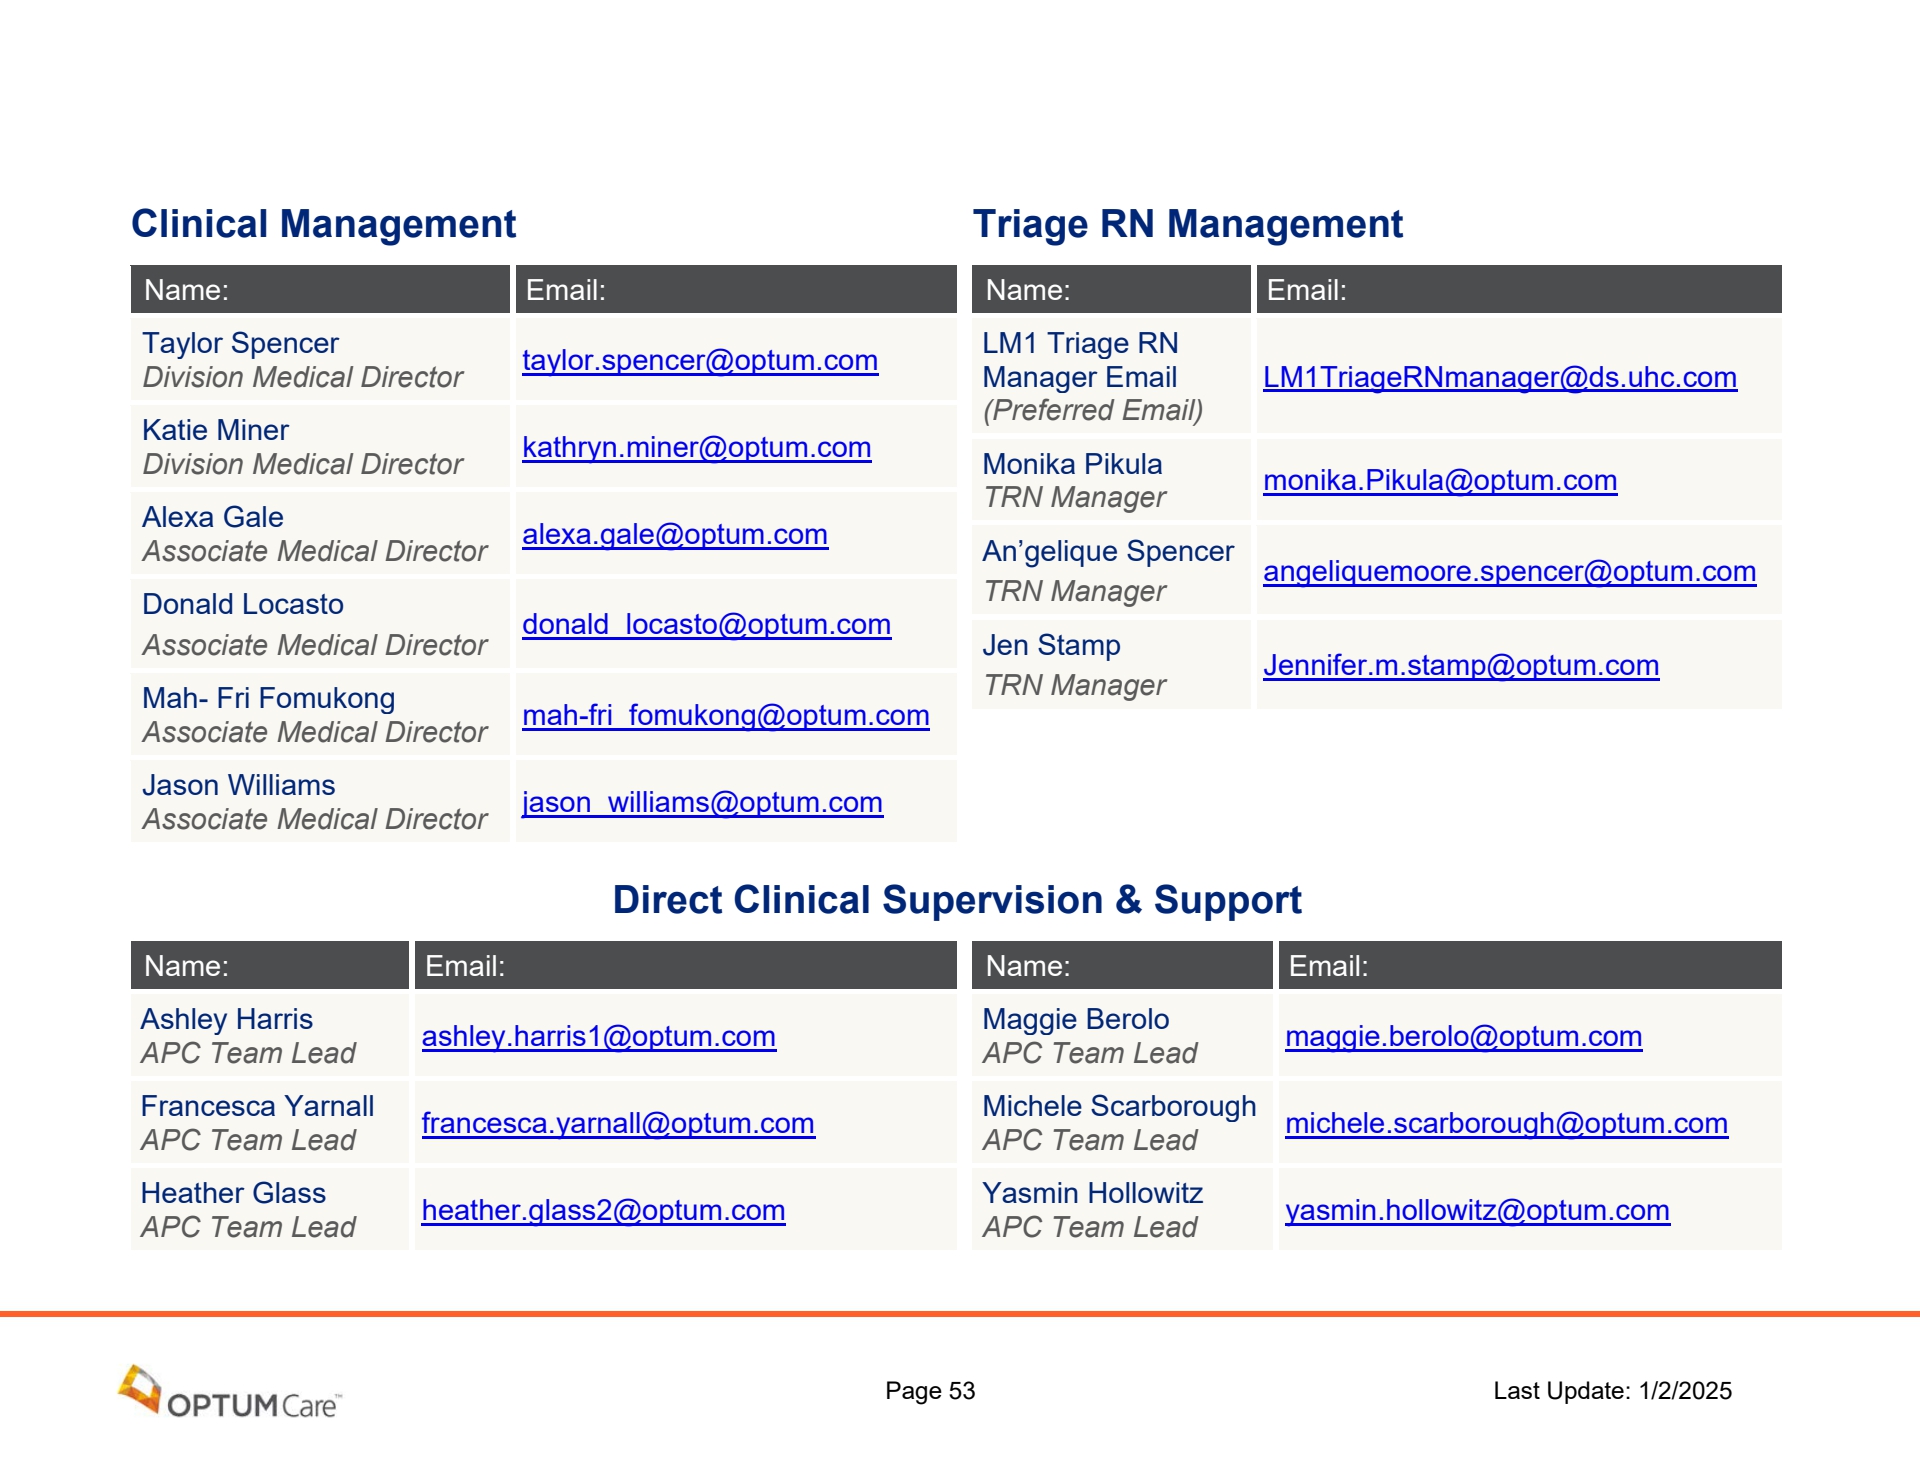 Clinical Management
Name: Email:
Taylor Spencer
Division Medical Director
taylor.spencer@optum.com
Katie Miner
Division Medical Director
kathryn.miner@optum.com
Alexa Gale
Associate Medical Director
alexa.gale@optum.com
Donald Locasto
Associate Medical Director
donald_locasto@optum.com
Mah- Fri Fomukong
Associate Medical Director
mah-fri_fomukong@optum.com
Jason Williams
Associate Medical Director
jason_williams@optum.com
Triage RN Management
Name: Email:
LM1 Triage RN
Manager Email
(Preferred Email)
LM1TriageRNmanager@ds.uhc.com
Monika Pikula
TRN Manager
monika.Pikula@optum.com
An’gelique Spencer
TRN Manager
angeliquemoore.spencer@optum.com
Jen Stamp
TRN Manager
Jennifer.m.stamp@optum.com
Direct Clinical Supervision & Support
Name: Email:
Ashley Harris
APC Team Lead
ashley.harris1@optum.com
Francesca Yarnall
APC Team Lead
francesca.yarnall@optum.com
Heather Glass
APC Team Lead
heather.glass2@optum.com
Name: Email:
Maggie Berolo
APC Team Lead
maggie.berolo@optum.com
Michele Scarborough
APC Team Lead
michele.scarborough@optum.com
Yasmin Hollowitz
APC Team Lead
yasmin.hollowitz@optum.com
OPTUM Care™
Page 53
Last Update: 1/2/2025